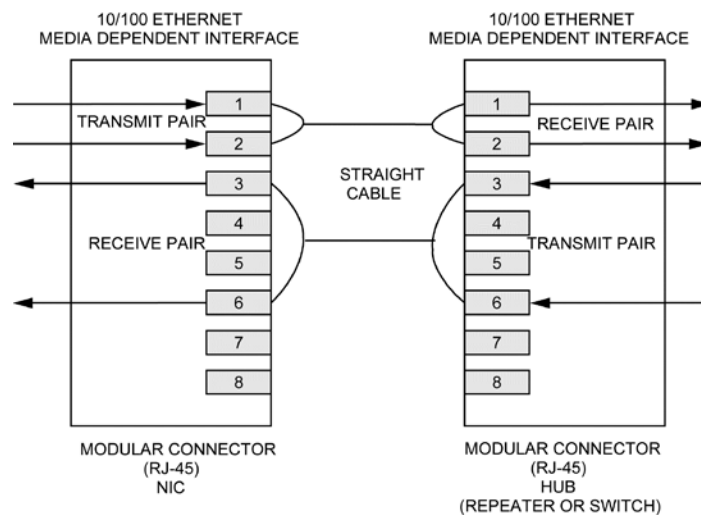 10/100 ETHERNET
MEDIA DEPENDENT INTERFACE
1
TRANSMIT PAIR
2
3
4
RECEIVE PAIR
5
6
7
8
MODULAR CONNECTOR
(RJ-45)
NIC
STRAIGHT
CABLE
10/100 ETHERNET
MEDIA DEPENDENT INTERFACE
1
RECEIVE PAIR
2
3
4
TRANSMIT PAIR
5
6
7
8
MODULAR CONNECTOR
(RJ-45)
HUB
(REPEATER OR SWITCH)